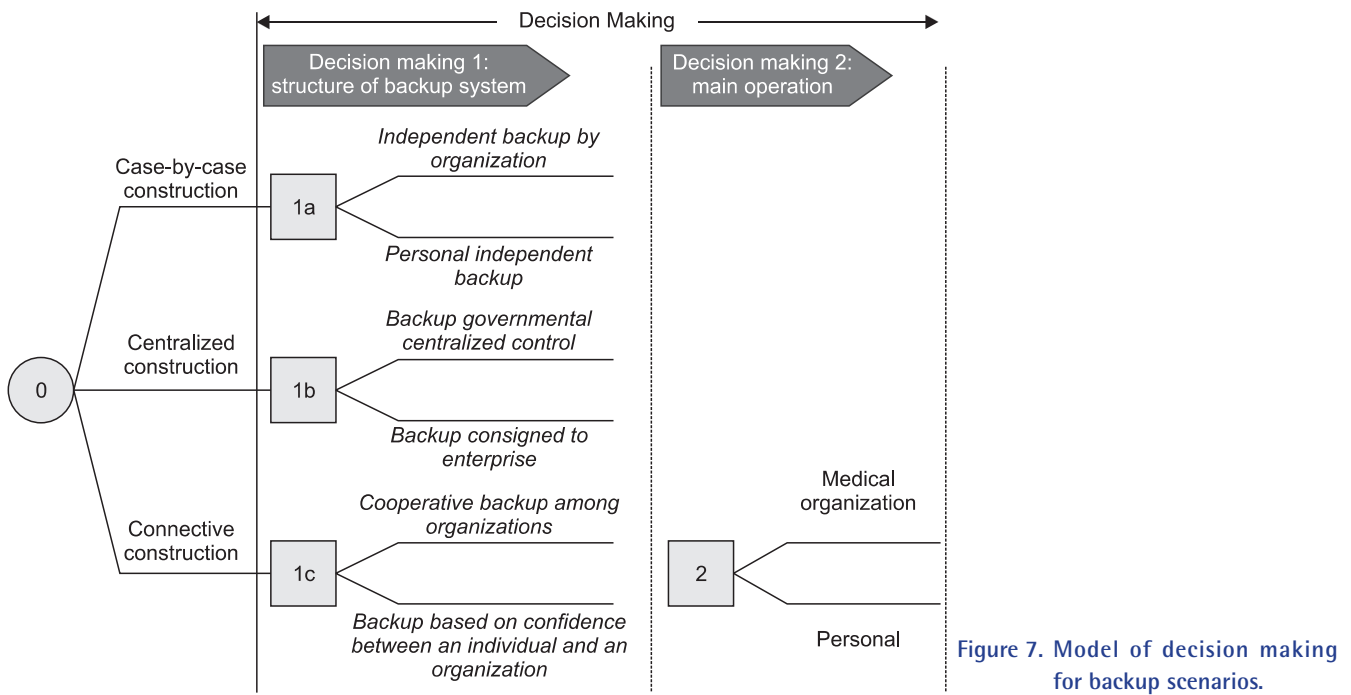 Decision Making
Decision making 1:
structure of backup system
Decision making 2:
main operation
Independent backup by
organization
Case-by-case
construction
1a
Personal independent
backup
Backup governmental
centralized control
Centralized
construction
0
1b
Backup consigned to
enterprise
Cooperative backup among
organizations
Medical
organization
Connective
construction
1c
2
Backup based on confidence
between an individual and an
organization
Personal
Figure 7. Model of decision making
for backup scenarios.